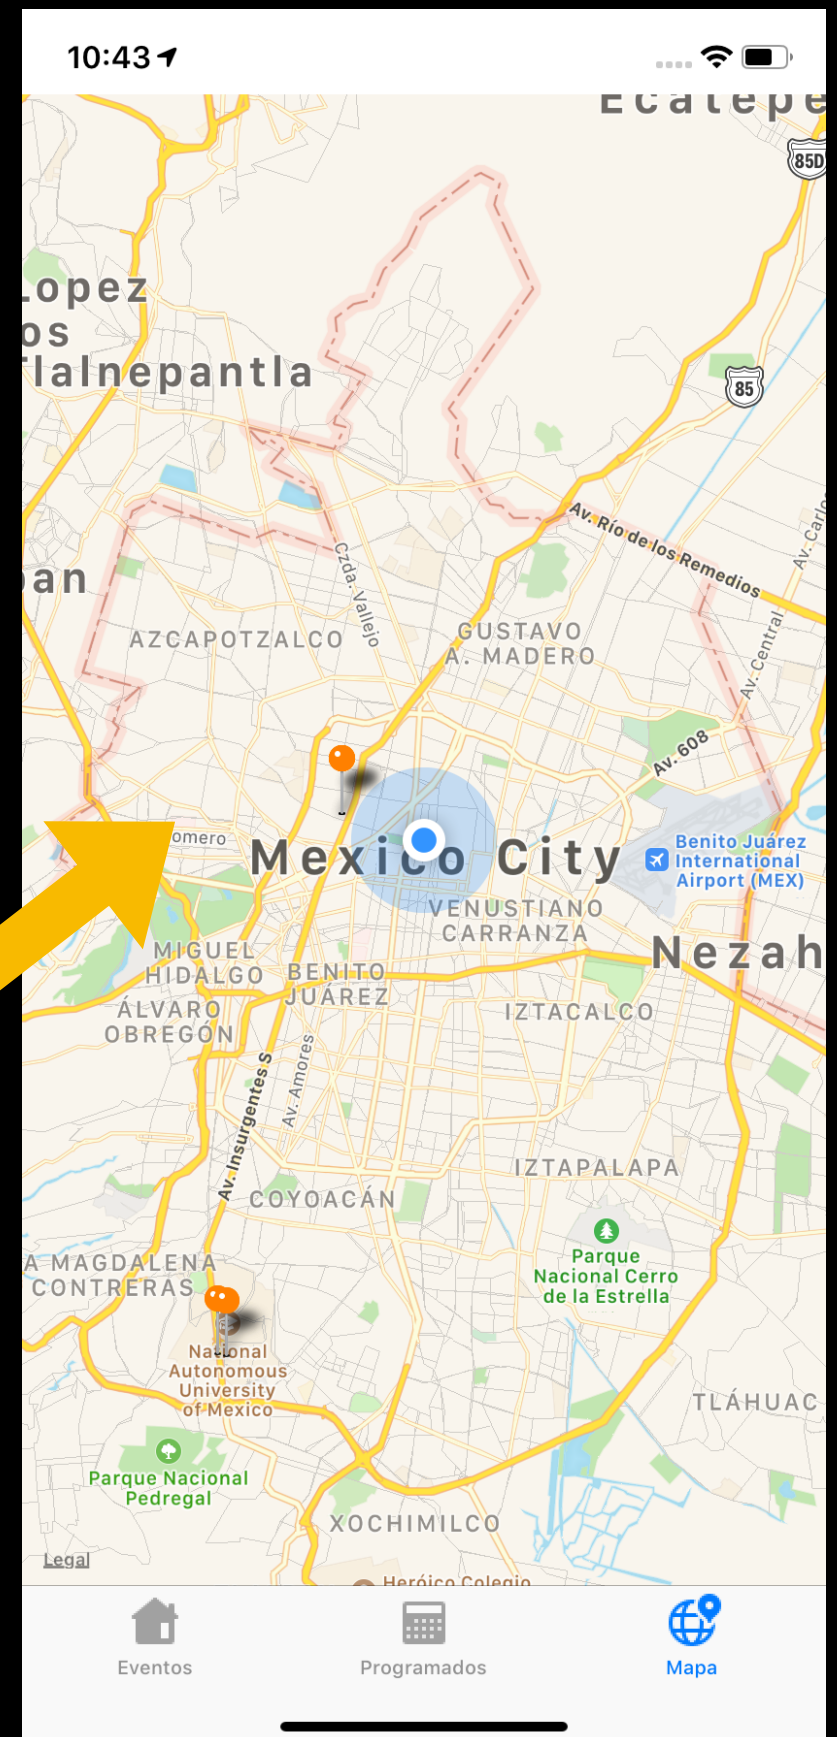 10:43
Ecatepe
85D
Lopez
os
Tlalnepantla
85
Av. Río de los Remedios
Av. Carlo
pan
Czda. Vallejo
AZCAPOTZALCO
GUSTAVO
A. MADERO
Av. Central
Av. 608
omero
Mexico City
Benito Juárez
International
Airport (MEX)
VENUSTIANO
CARRANZA
Nezah
MIGUEL
HIDALGO
BENITO
JUÁREZ
ÁLVARO
OBREGÓN
IZTACALCO
Av. Amores
Av. Insurgentes S
IZTAPALAPA
COYOACÁN
Parque
Nacional Cerro
de la Estrella
A MAGDALENA
CONTRERAS
National
Autonomous
University
of Mexico
TLÁHUAC
Parque Nacional
Pedregal
XOCHIMILCO
Legal
Heróico Colegio
Eventos
Programados
Mapa